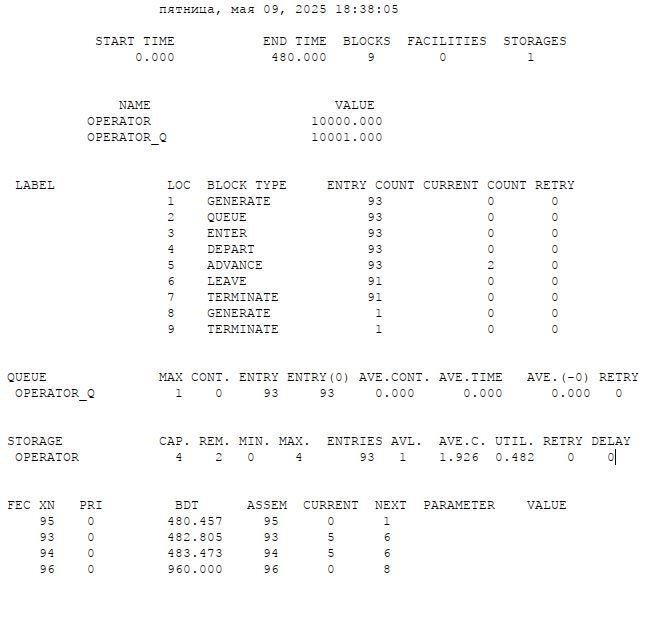 пятница, мая 09, 2025 18:38:05
START TIME END TIME BLOCKS FACILITIES STORAGES
0.000 480.000 9 0 1
NAME VALUE
OPERATOR 10000.000
OPERATOR_Q 10001.000
LABEL LOC BLOCK TYPE ENTRY COUNT CURRENT COUNT RETRY
1 GENERATE 93 0 0
2 QUEUE 93 0 0
3 ENTER 93 0 0
4 DEPART 93 0 0
5 ADVANCE 93 2 0
6 LEAVE 91 0 0
7 TERMINATE 91 0 0
8 GENERATE 1 0 0
9 TERMINATE 1 0 0
QUEUE MAX CONT. ENTRY ENTRY(0) AVE.CONT. AVE.TIME AVE.(-0) RETRY
OPERATOR_Q 1 0 93 93 0.000 0.000 0.000 0
STORAGE CAP. REM. MIN. MAX. ENTRIES AVL. AVE.C. UTIL. RETRY DELAY
OPERATOR 4 2 0 4 93 1 1.926 0.482 0 0
FEC XN PRI BDT ASSEM CURRENT NEXT PARAMETER VALUE
95 0 480.457 95 0 1
93 0 482.805 93 5 6
94 0 483.473 94 5 6
96 0 960.000 96 0 8